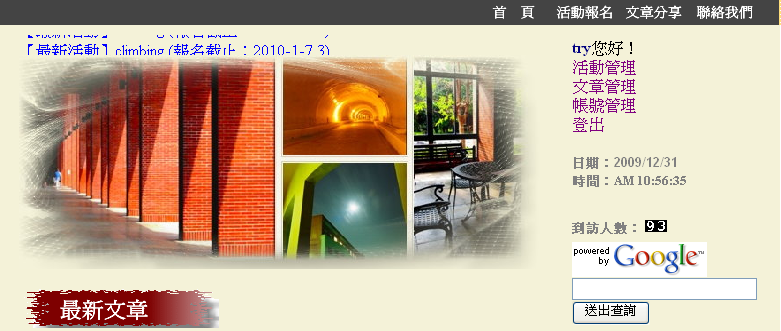 首 頁 活動報名 文章分享 聯絡我們
【最新活動】climbing (報名截止：2010-1-7.3)
try您好！
活動管理
文章管理
帳號管理
登出
日期：2009/12/31
時間：AM 10:56:35
到訪人數： 93
powered by Google™
送出查詢
最新文章